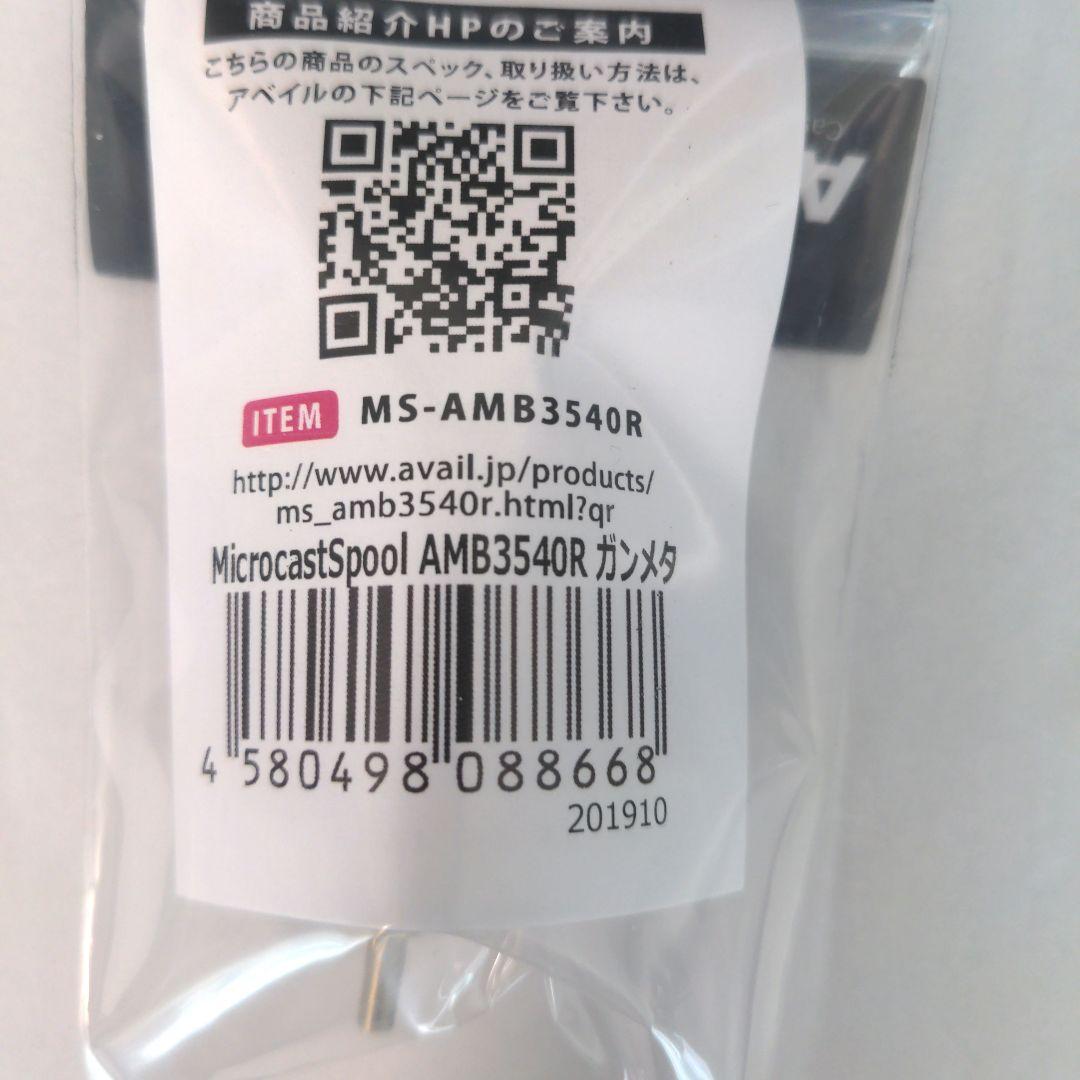 商品紹介HPのご案内
こちらの商品のスペック、取り扱い方法は、
アベイルの下記ページをご覧下さい。
ITEM MS-AMB3540R
http://www.avail.jp/products/
ms_amb3540r.html?qr
MicrocastSpool AMB3540R ガンメタ
4 580498 088668
201910